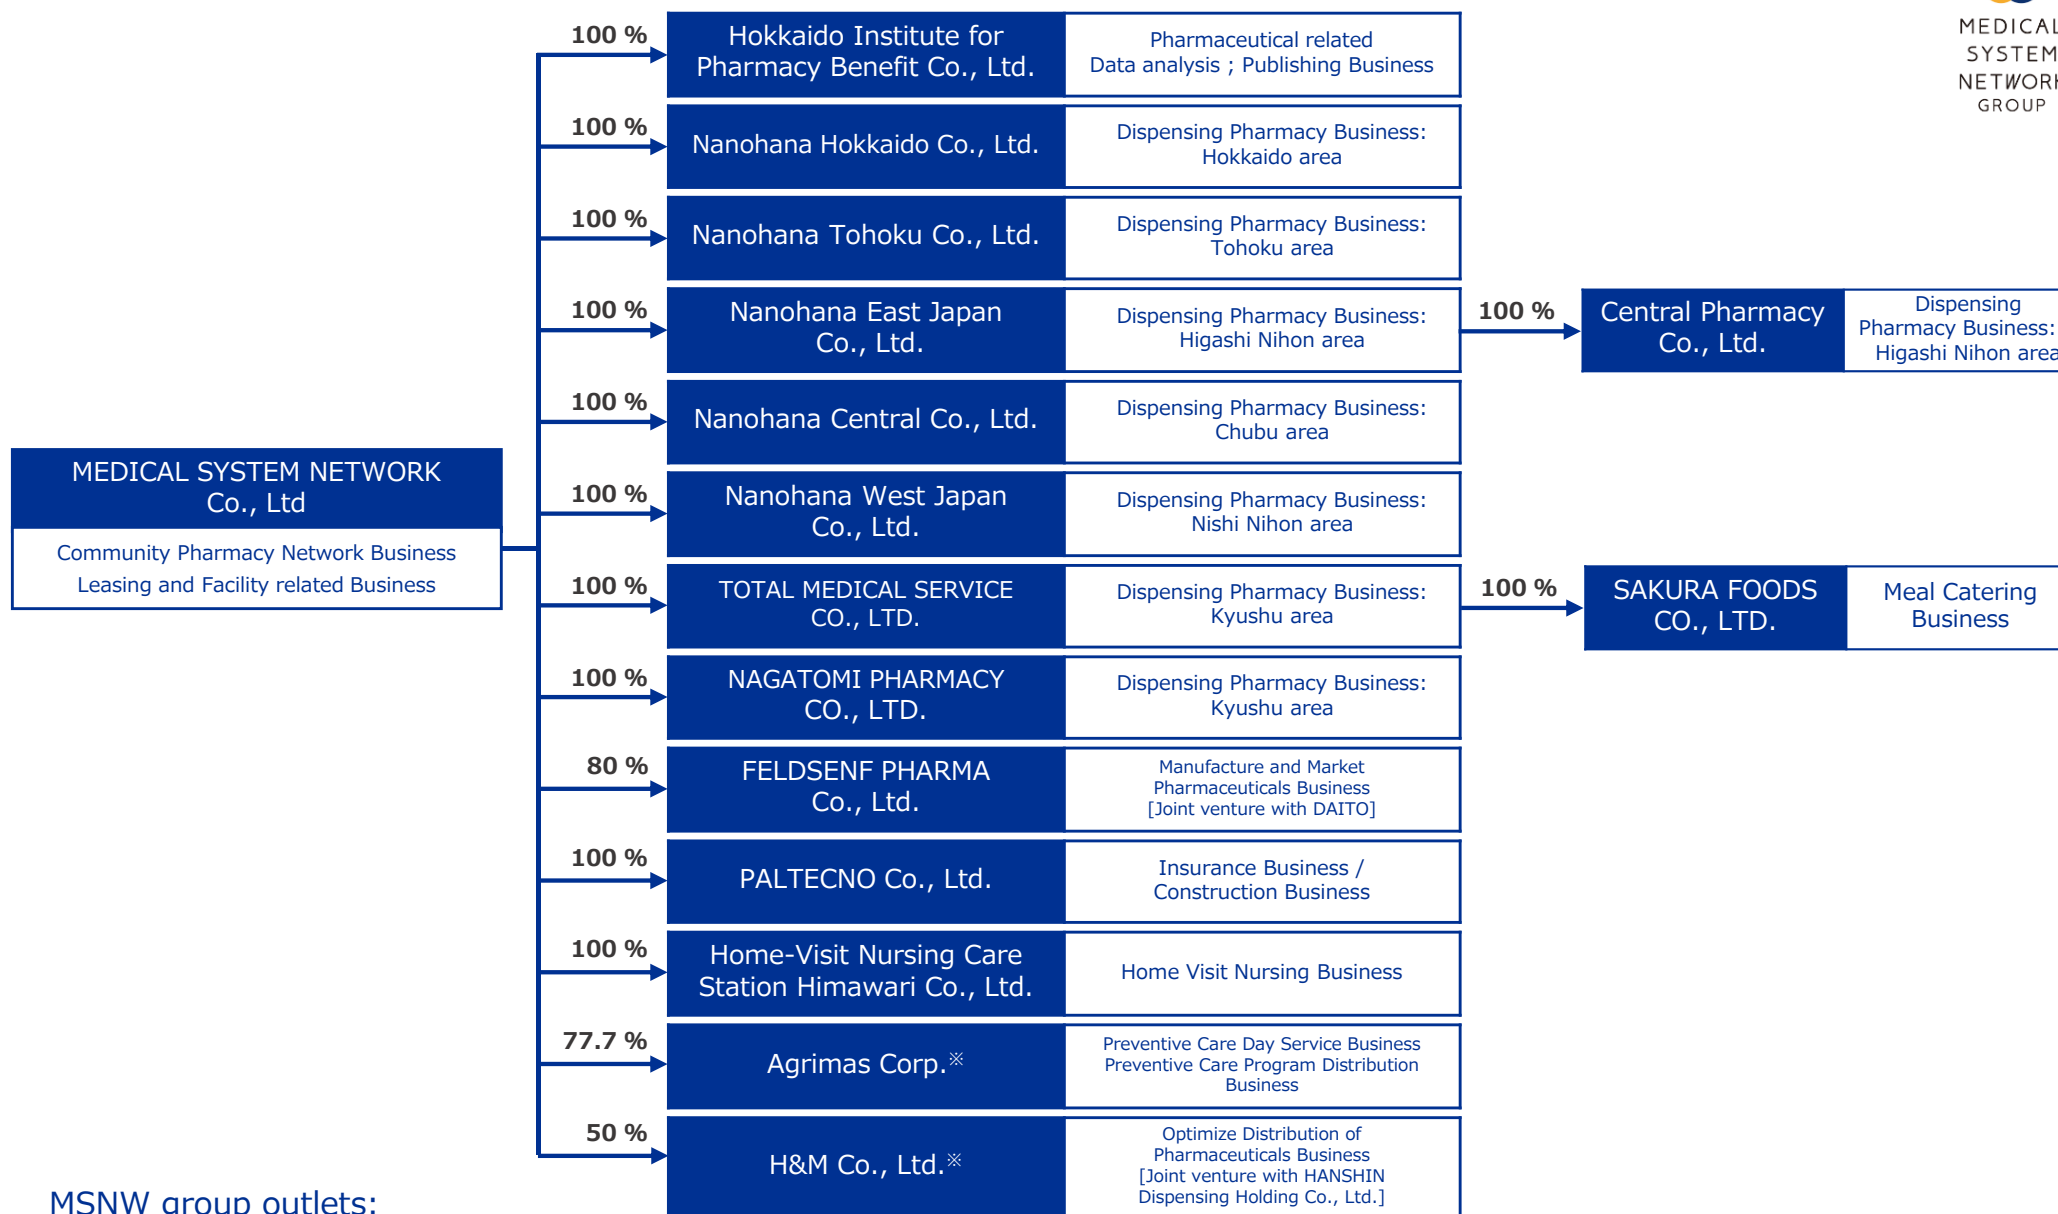 MEDICAL
SYSTEM
NETWORK
GROUP
MEDICAL SYSTEM NETWORK
Co., Ltd
Community Pharmacy Network Business
Leasing and Facility related Business
100 %
Hokkaido Institute for
Pharmacy Benefit Co., Ltd.
Pharmaceutical related
Data analysis ; Publishing Business
100 %
Nanohana Hokkaido Co., Ltd.
Dispensing Pharmacy Business:
Hokkaido area
100 %
Nanohana Tohoku Co., Ltd.
Dispensing Pharmacy Business:
Tohoku area
100 %
Nanohana East Japan
Co., Ltd.
Dispensing Pharmacy Business:
Higashi Nihon area
100 %
Central Pharmacy
Co., Ltd.
Dispensing
Pharmacy Business:
Higashi Nihon area
100 %
Nanohana Central Co., Ltd.
Dispensing Pharmacy Business:
Chubu area
100 %
Nanohana West Japan
Co., Ltd.
Dispensing Pharmacy Business:
Nishi Nihon area
100 %
TOTAL MEDICAL SERVICE
CO., LTD.
Dispensing Pharmacy Business:
Kyushu area
100 %
SAKURA FOODS
CO., LTD.
Meal Catering
Business
100 %
NAGATOMI PHARMACY
CO., LTD.
Dispensing Pharmacy Business:
Kyushu area
80 %
FELDSENF PHARMA
Co., Ltd.
Manufacture and Market
Pharmaceuticals Business
[Joint venture with DAITO]
100 %
PALTECNO Co., Ltd.
Insurance Business /
Construction Business
100 %
Home-Visit Nursing Care
Station Himawari Co., Ltd.
Home Visit Nursing Business
77.7 %
Agrimas Corp.※
Preventive Care Day Service Business
Preventive Care Program Distribution
Business
50 %
H&M Co., Ltd.※
Optimize Distribution of
Pharmaceuticals Business
[Joint venture with HANSHIN
Dispensing Holding Co., Ltd.]
MSNW group outlets: